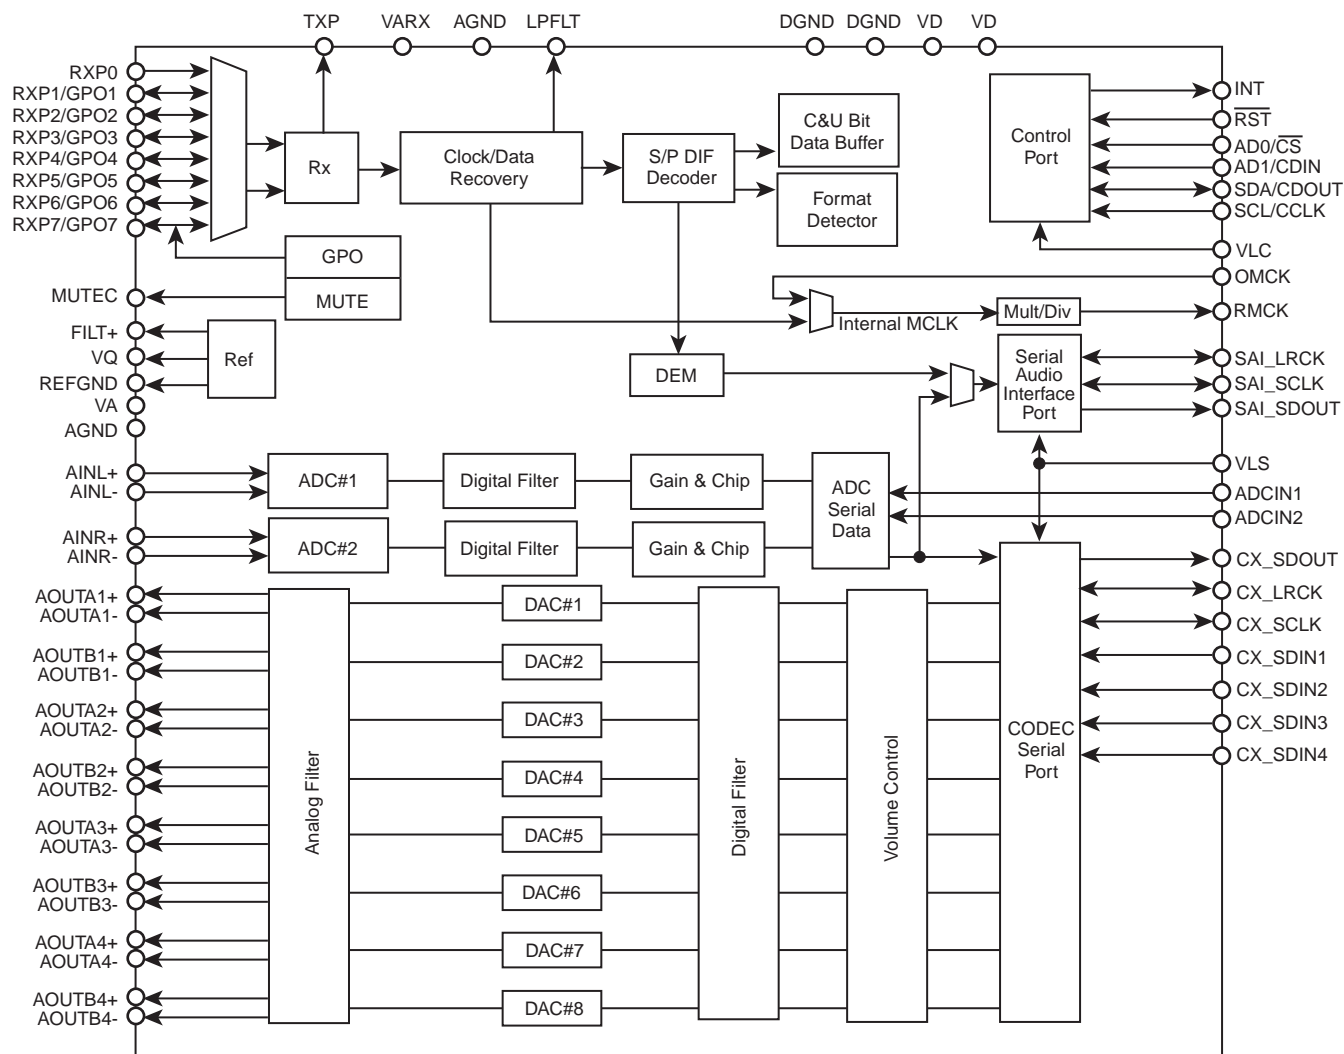 TXP
VARX
AGND
LPFLT
DGND
DGND
VD
VD
RXP0
RXP1/GPO1
RXP2/GPO2
RXP3/GPO3
RXP4/GPO4
RXP5/GPO5
RXP6/GPO6
RXP7/GPO7
MUTEC
FILT+
VQ
REFGND
VA
AGND
AINL+
AINL-
AINR+
AINR-
AOUTA1+
AOUTA1-
AOUTB1+
AOUTB1-
AOUTA2+
AOUTA2-
AOUTB2+
AOUTB2-
AOUTA3+
AOUTA3-
AOUTB3+
AOUTB3-
AOUTA4+
AOUTA4-
AOUTB4+
AOUTB4-
Rx
Clock/Data
Recovery
S/P DIF
Decoder
C&U Bit
Data Buffer
Format
Detector
Control
Port
GPO
MUTE
Ref
Internal MCLK
Mult/Div
DEM
Serial
Audio
Interface
Port
ADC#1
Digital Filter
Gain & Chip
ADC
Serial
Data
ADC#2
Digital Filter
Gain & Chip
Analog Filter
DAC#1
DAC#2
DAC#3
DAC#4
DAC#5
DAC#6
DAC#7
DAC#8
Digital Filter
Volume Control
CODEC
Serial
Port
INT
RST
AD0/CS
AD1/CDIN
SDA/CDOUT
SCL/CCLK
VLC
OMCK
RMCK
SAI_LRCK
SAI_SCLK
SAI_SDOUT
VLS
ADCIN1
ADCIN2
CX_SDOUT
CX_LRCK
CX_SCLK
CX_SDIN1
CX_SDIN2
CX_SDIN3
CX_SDIN4